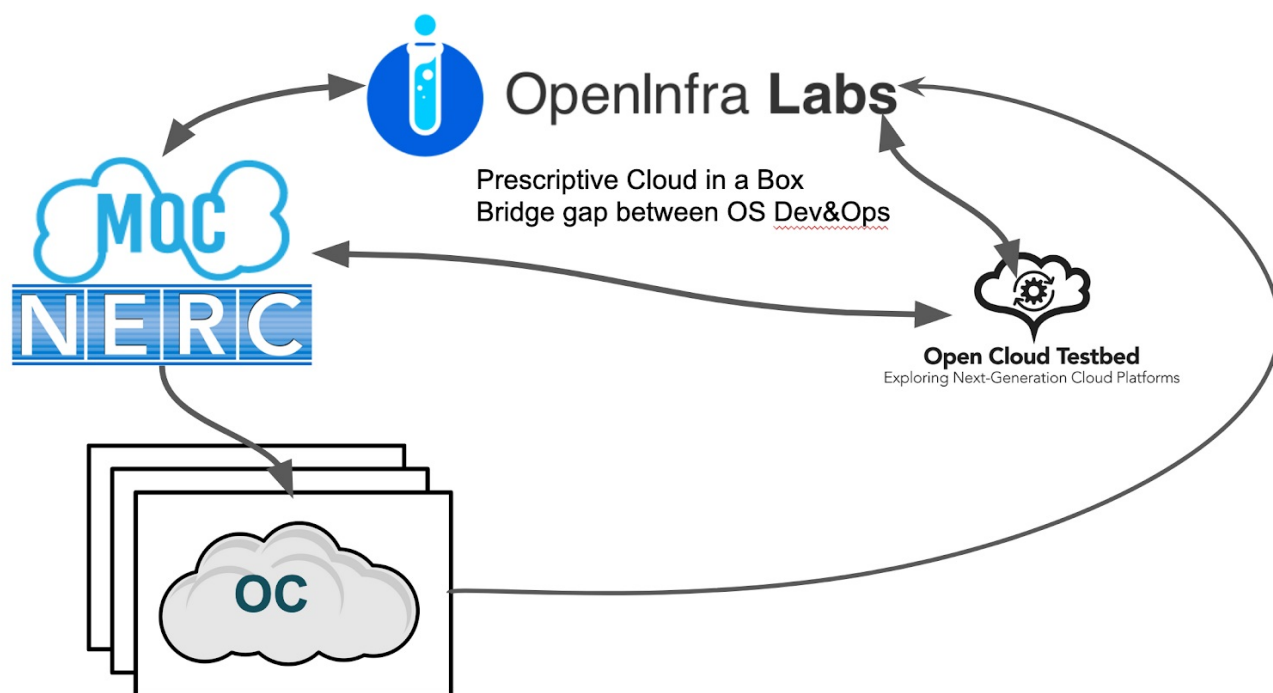 OpenInfra Labs
Prescriptive Cloud in a Box
Bridge gap between OS Dev&Ops
MOC
NERC
Open Cloud Testbed
Exploring Next-Generation Cloud Platforms
OC